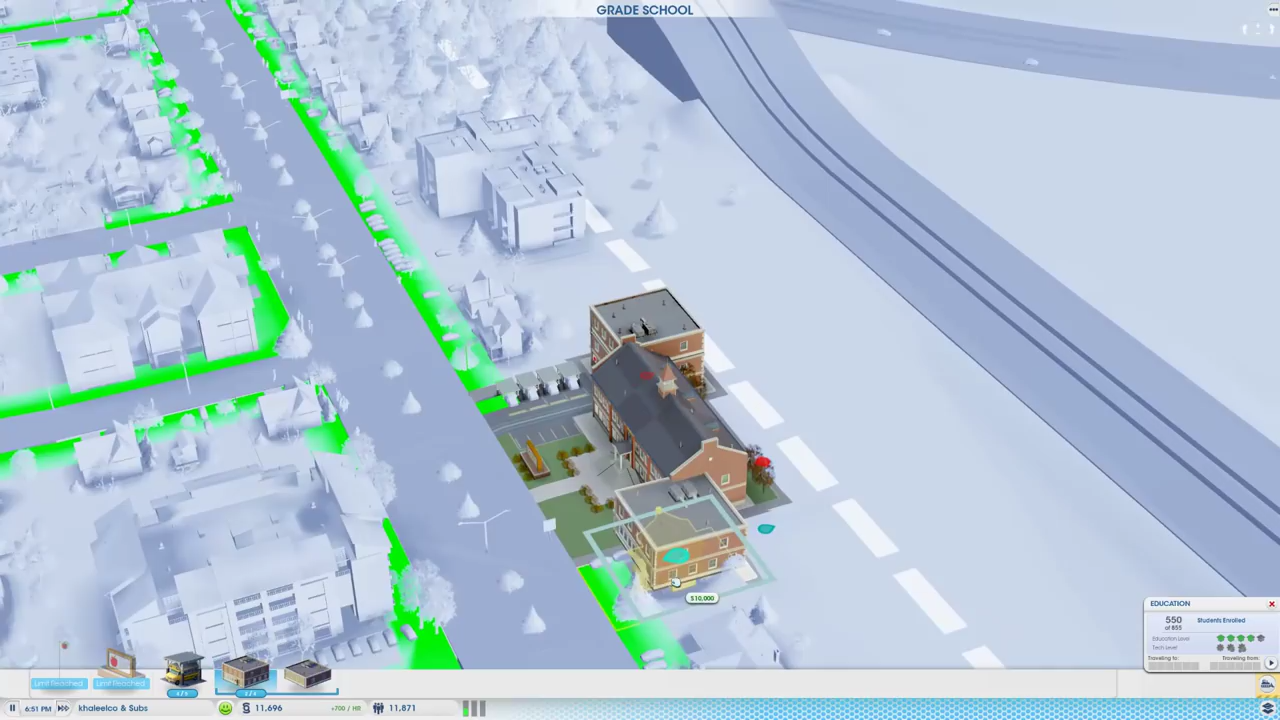 GRADE SCHOOL
$10,000
EDUCATION
550
of 855
Students Enrolled
Education Level
Tech Level
Traveling to:
Traveling from:
Limit Reached
Limit Reached
6:51 PM
khaleelco & Subs
11,696
+700 / HR
11,871